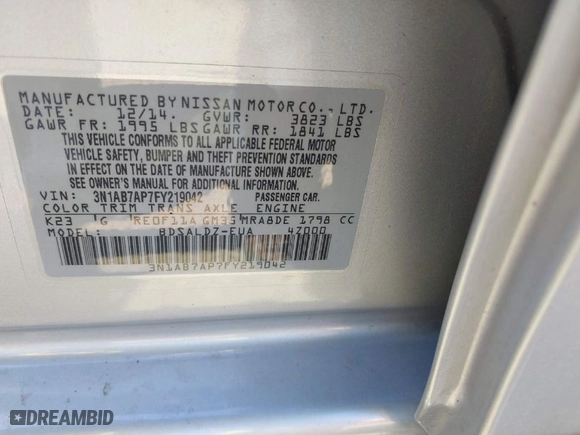 MANUFACTURED BY NISSAN MOTOR CO., LTD.
DATE: 12/14. GVWR: 3823 LBS
GAWR FR: 1995 LBS GAWR RR: 1841 LBS
THIS VEHICLE CONFORMS TO ALL APPLICABLE FEDERAL MOTOR
VEHICLE SAFETY, BUMPER AND THEFT PREVENTION STANDARDS
IN EFFECT ON THE DATE OF MANUFACTURE SHOWN ABOVE.
SEE OWNER'S MANUAL FOR ADDITIONAL INFORMATION.
VIN: 3N1AB7AP7FY219042 PASSENGER CAR.
COLOR TRIM TRANS AXLE ENGINE
K23 'G RE0F11A GM35 MRA8DE 1798 CC
MODEL: BDSALDZ-EUA 47000
3N1AB7AP7FY219042
DREAMBID